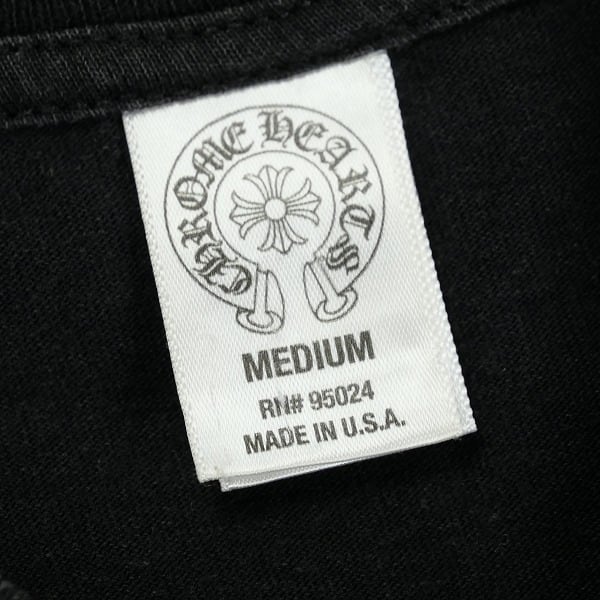 CHROME HEARTS
MEDIUM
RN# 95024
MADE IN U.S.A.